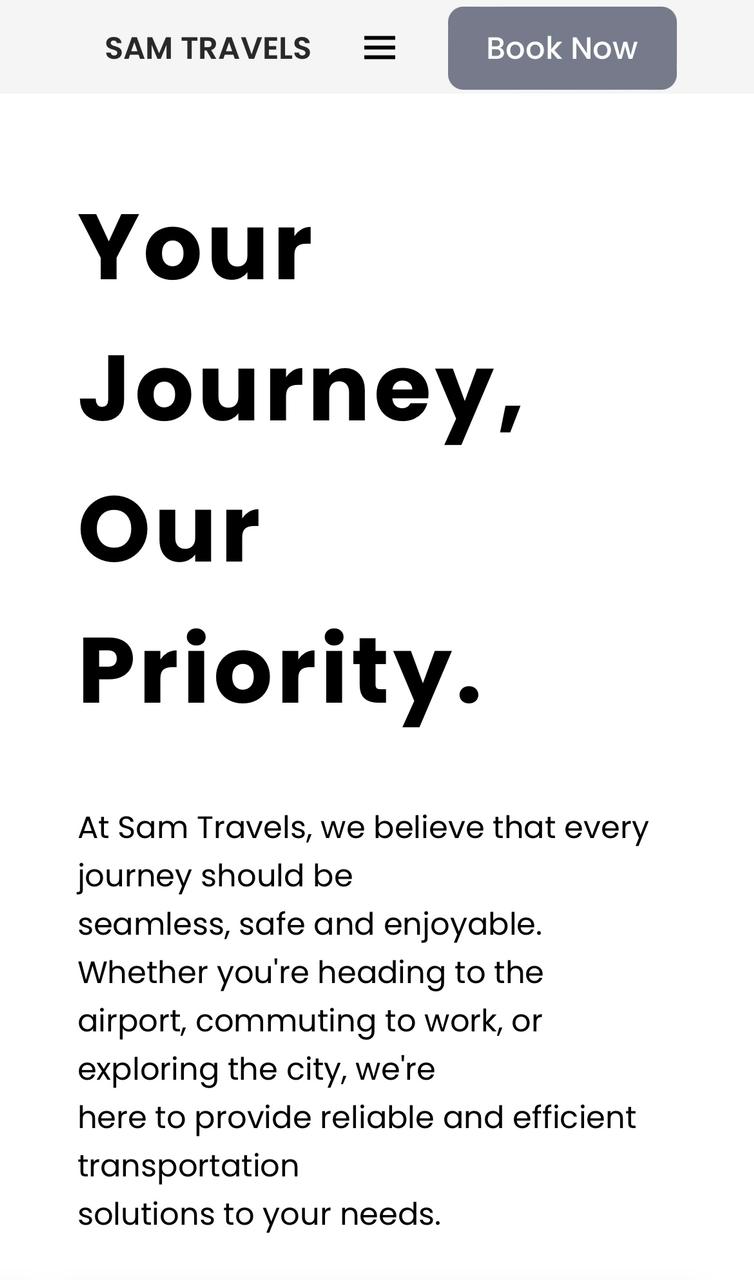 SAM TRAVELS
Book Now
Your
Journey,
Our
Priority.
At Sam Travels, we believe that every
journey should be
seamless, safe and enjoyable.
Whether you're heading to the
airport, commuting to work, or
exploring the city, we're
here to provide reliable and efficient
transportation
solutions to your needs.